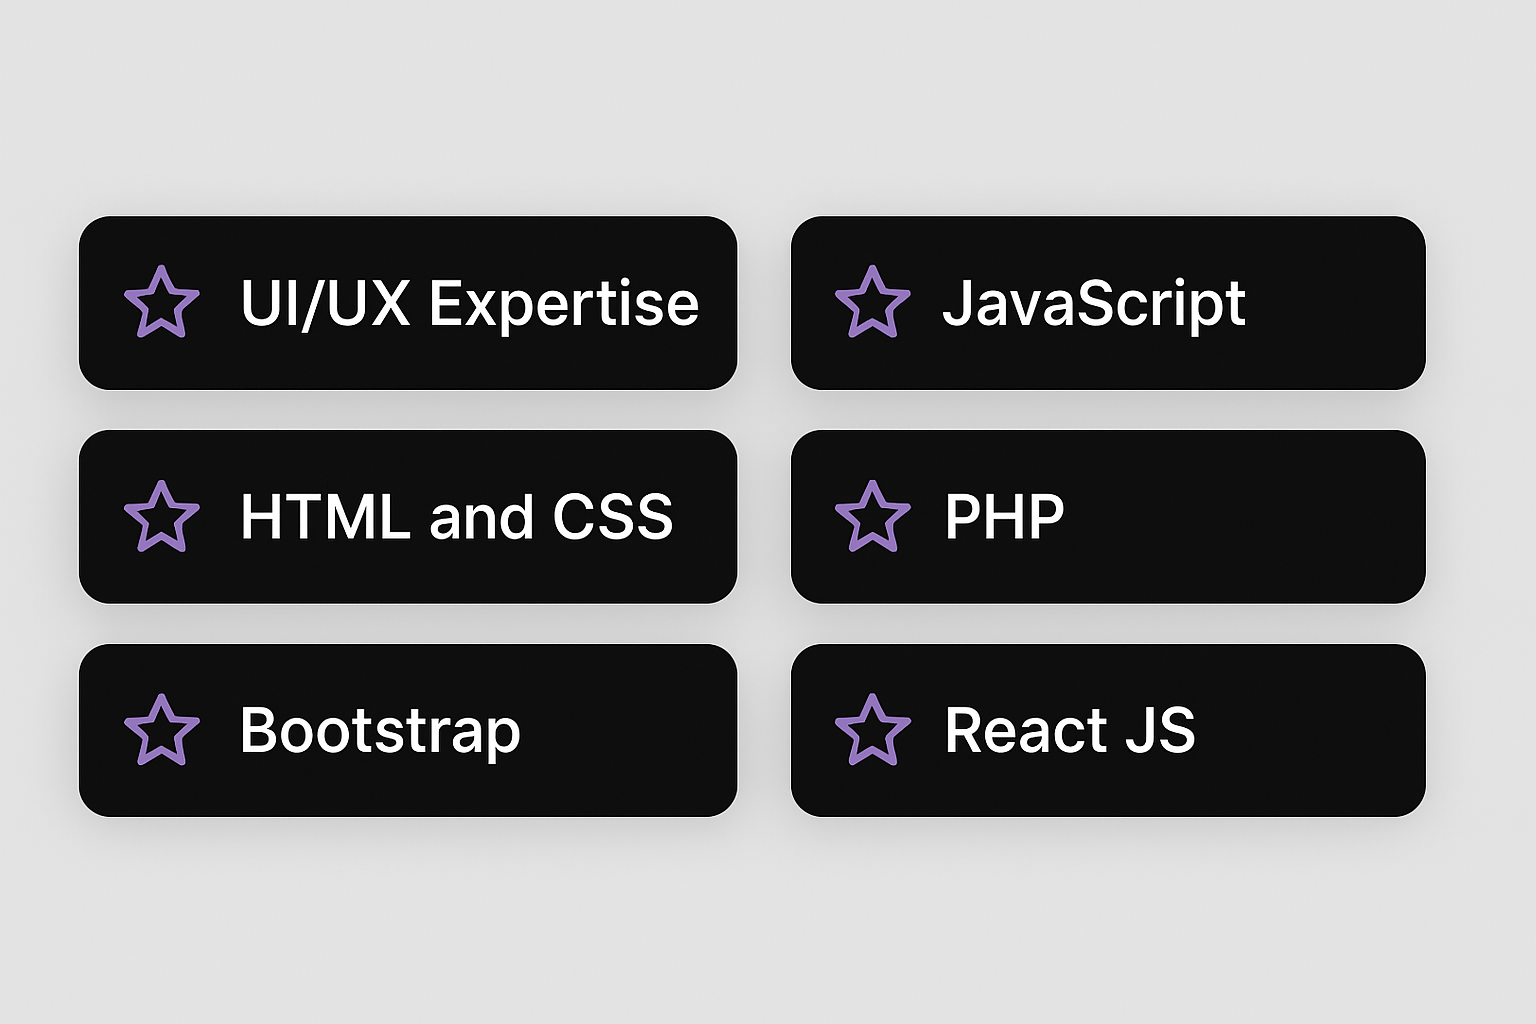 UI/UX Expertise
JavaScript
HTML and CSS
PHP
Bootstrap
React JS